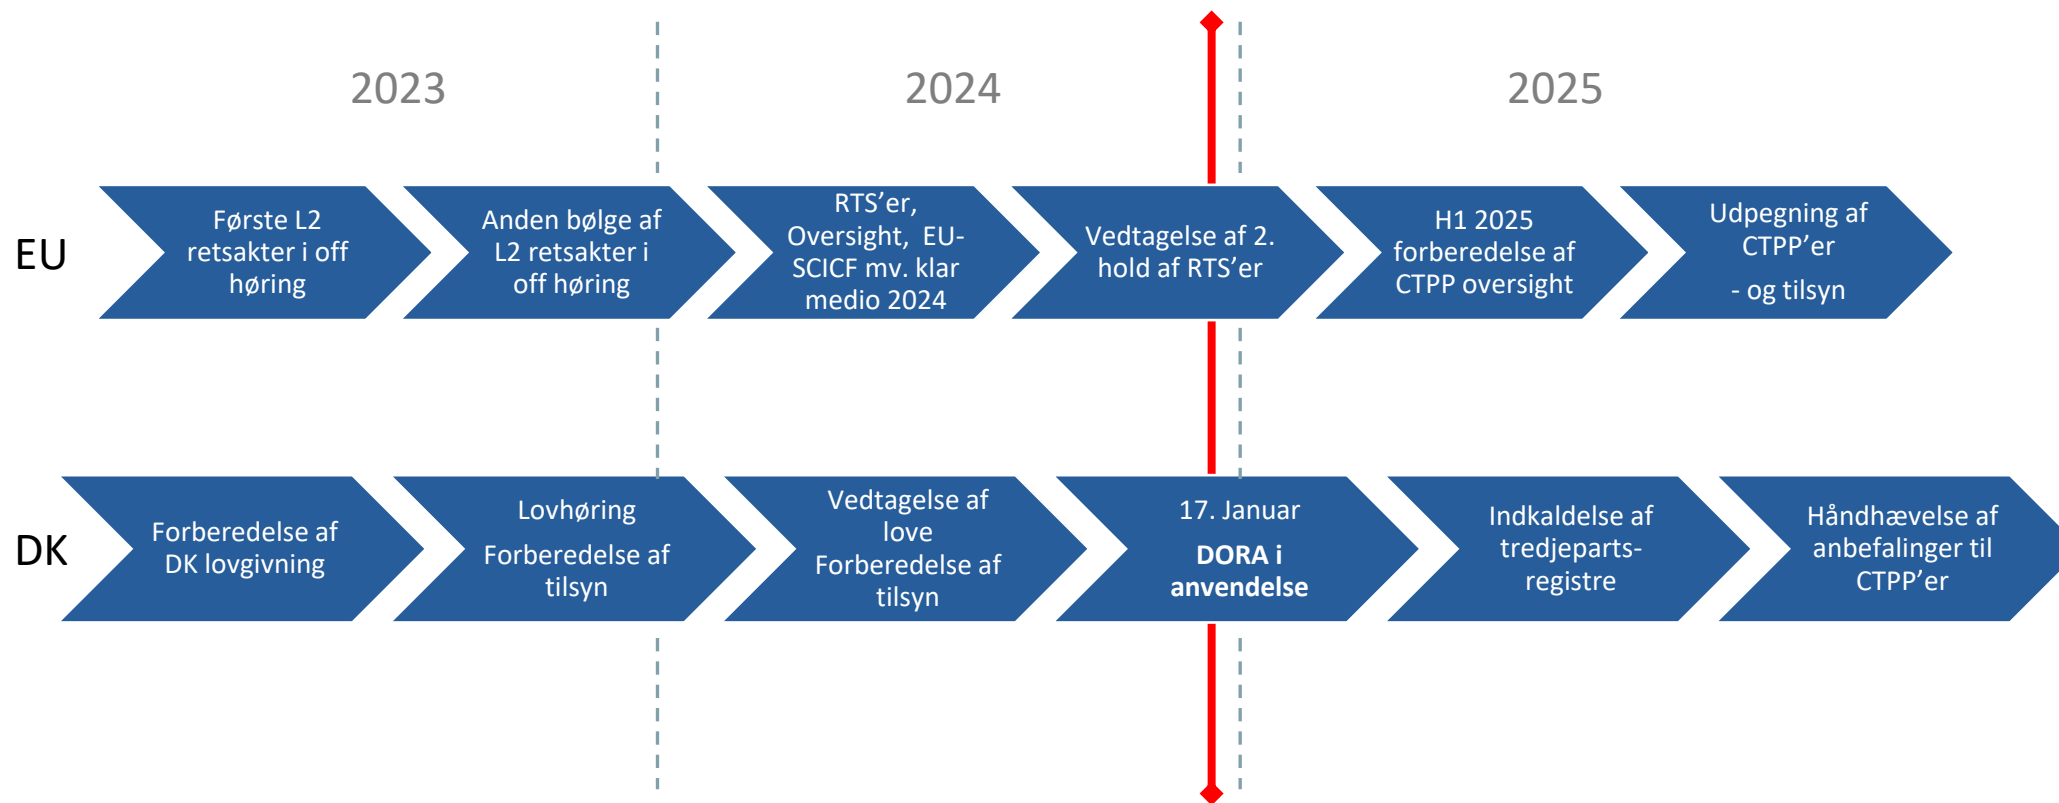 2023
2024
2025
EU
Første L2
retsakter i off
høring
Anden bølge af
L2 retsakter i
off høring
RTS’er,
Oversight, EU-
SCICF mv. klar
medio 2024
Vedtagelse af 2.
hold af RTS’er
H1 2025
forberedelse af
CTPP oversight
Udpegning af
CTPP’er
- og tilsyn
DK
Forberedelse af
DK lovgivning
Lovhøring
Forberedelse af
tilsyn
Vedtagelse af
love
Forberedelse af
tilsyn
17. Januar
DORA i
anvendelse
Indkaldelse af
tredjeparts-
registre
Håndhævelse af
anbefalinger til
CTPP’er